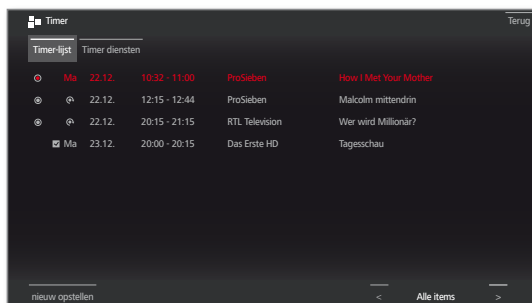 Timer Terug
Timer-lijst Timer diensten
Ma 22.12. 10:32 - 11:00 ProSieben How I Met Your Mother
22.12. 12:15 - 12:44 ProSieben Malcolm mittendrin
22.12. 20:15 - 21:15 RTL Television Wer wird Millionär?
Ma 23.12. 20:00 - 20:15 Das Erste HD Tagesschau
nieuw opstellen < Alle items >